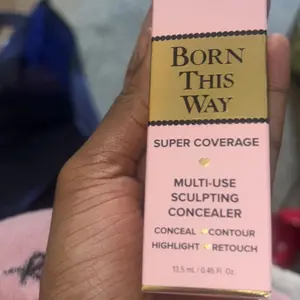 BORN
THIS
WAY
SUPER COVERAGE
MULTI-USE
SCULPTING
CONCEALER
CONCEAL CONTOUR
HIGHLIGHT RETOUCH
13.5 mL / 0.45 Fl. Oz.